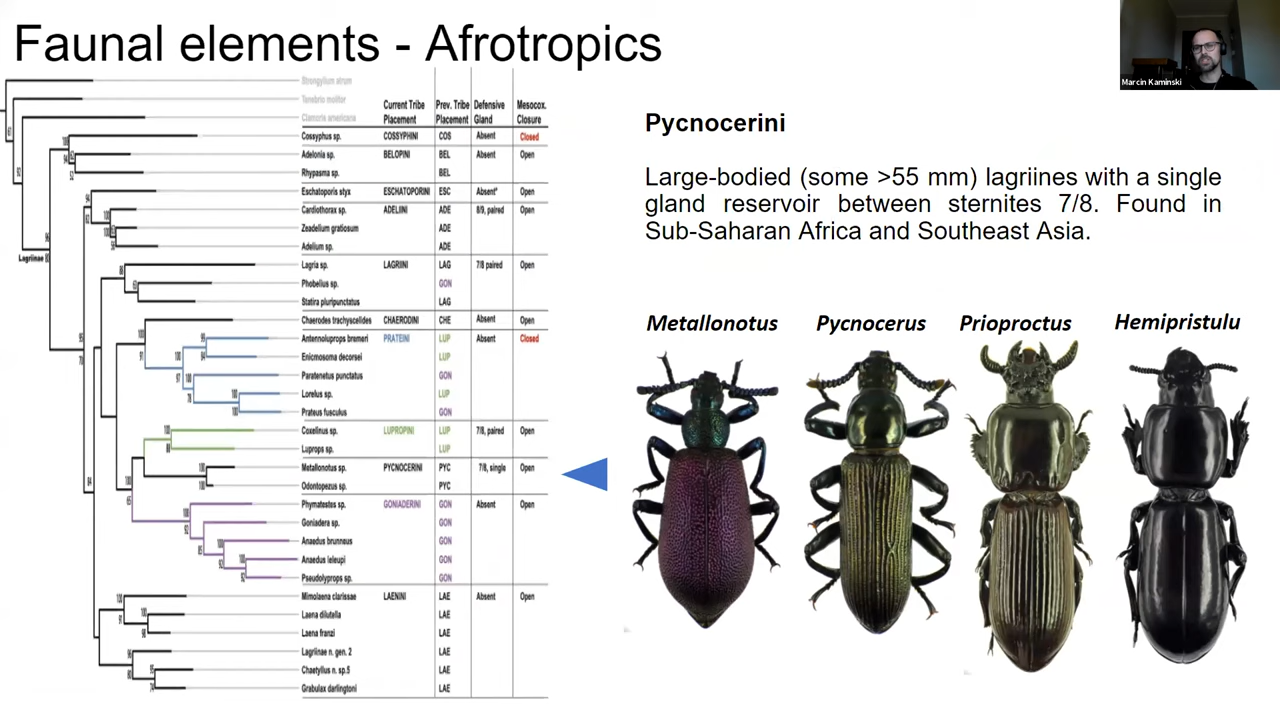 Faunal elements - Afrotropics
Marcin Kaminski
Strongylium atrum
Tenebrio molitor
Clamoris americana
Current Tribe Placement Prev. Tribe Placement Defensive Gland Mesocox. Closure
Cossyphus sp. COSSYPHINI COS Absent Closed
Adelonia sp. BELOPINI BEL Absent Open
Rhypasma sp. BEL
Eschatoporis styx ESCHATOPORINI ESC Absent* Open
Cardiothorax sp. ADELIINI ADE 8/9, paired Open
Zeadelium gratiosum ADE
Adelium sp. ADE
Lagriinae
Lagria sp. LAGRIINI LAG 7/8 paired Open
Phobelius sp. GON
Statira pluripunctatus LAG
Chaerodes trachyscelides CHAERODINI CHE Absent Open
Antennoluprops bremeri PRATEINI LUP Absent Closed
Enicmosoma decorsei LUP
Paratenetus punctatus GON
Lorelus sp. LUP
Prateus fusculus GON
Coxelinus sp. LUPROPINI LUP 7/8, paired Open
Luprops sp. LUP
Metallonotus sp. PYCNOCERINI PYC 7/8, single Open
Odontopezus sp. PYC
Phymatestes sp. GONIADERINI GON Absent Open
Goniadera sp. GON
Anaedus brunneus GON
Anaedus leleupi GON
Pseudolyprops sp. GON
Mimolaena clarissae LAENINI LAE Absent Open
Laena dilutella LAE
Laena franzi LAE
Lagriinae n. gen. 2 LAE
Chaetyllus n. sp.5 LAE
Grabulax darlingtoni LAE
Pycnocerini
Large-bodied (some >55 mm) lagriines with a single
gland reservoir between sternites 7/8. Found in
Sub-Saharan Africa and Southeast Asia.
Metallonotus Pycnocerus Prioproctus Hemipristulu